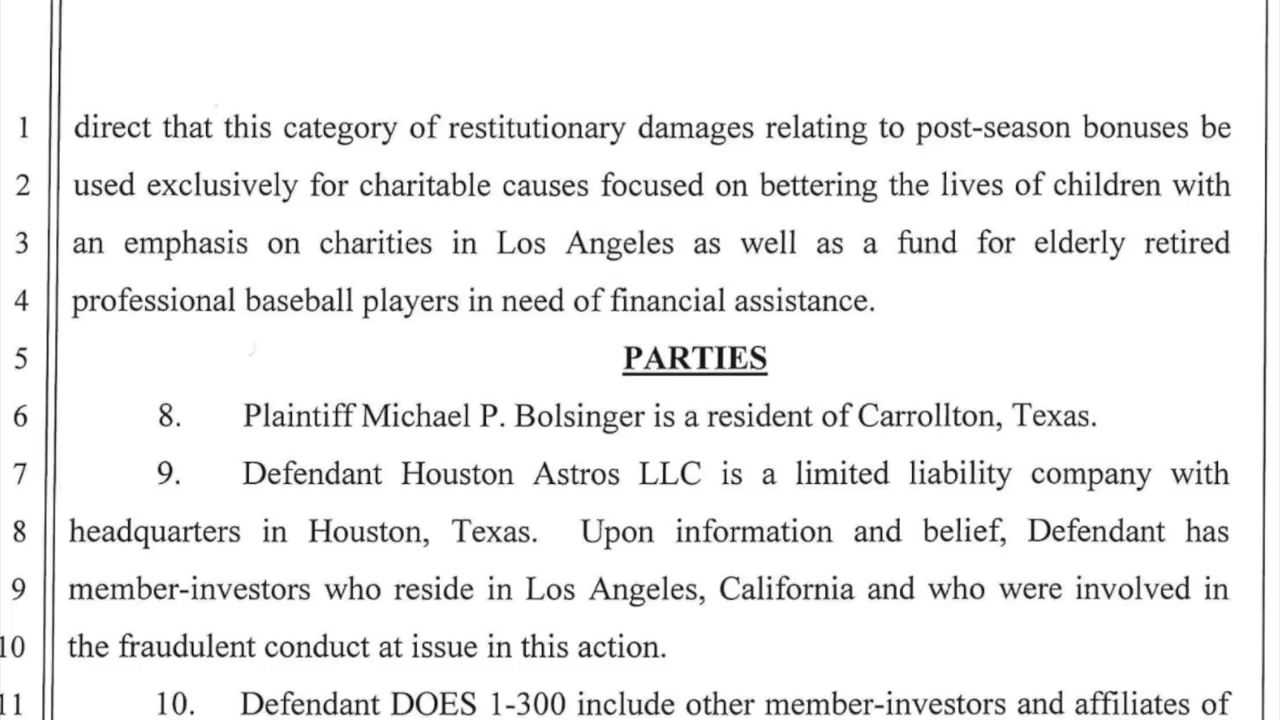 1 direct that this category of restitutionary damages relating to post-season bonuses be
2 used exclusively for charitable causes focused on bettering the lives of children with
3 an emphasis on charities in Los Angeles as well as a fund for elderly retired
4 professional baseball players in need of financial assistance.
5 PARTIES
6 8. Plaintiff Michael P. Bolsinger is a resident of Carrollton, Texas.
7 9. Defendant Houston Astros LLC is a limited liability company with
8 headquarters in Houston, Texas. Upon information and belief, Defendant has
9 member-investors who reside in Los Angeles, California and who were involved in
10 the fraudulent conduct at issue in this action.
11 10. Defendant DOES 1-300 include other member-investors and affiliates of